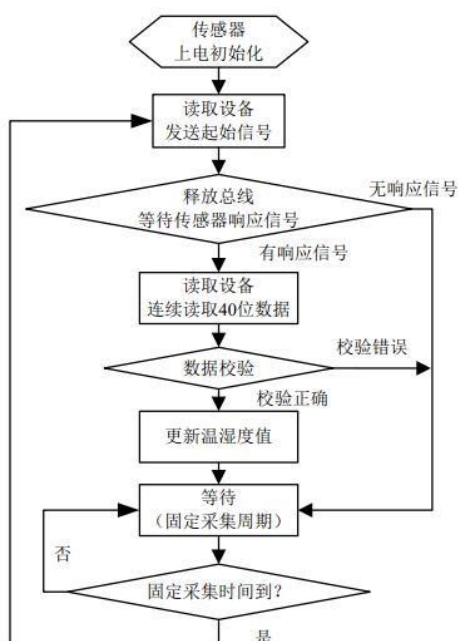 传感器
上电初始化
读取设备
发送起始信号
释放总线
等待传感器响应信号
无响应信号
有响应信号
读取设备
连续读取40位数据
数据校验
校验错误
校验正确
更新温湿度值
等待
（固定采集周期）
否
固定采集时间到?
是